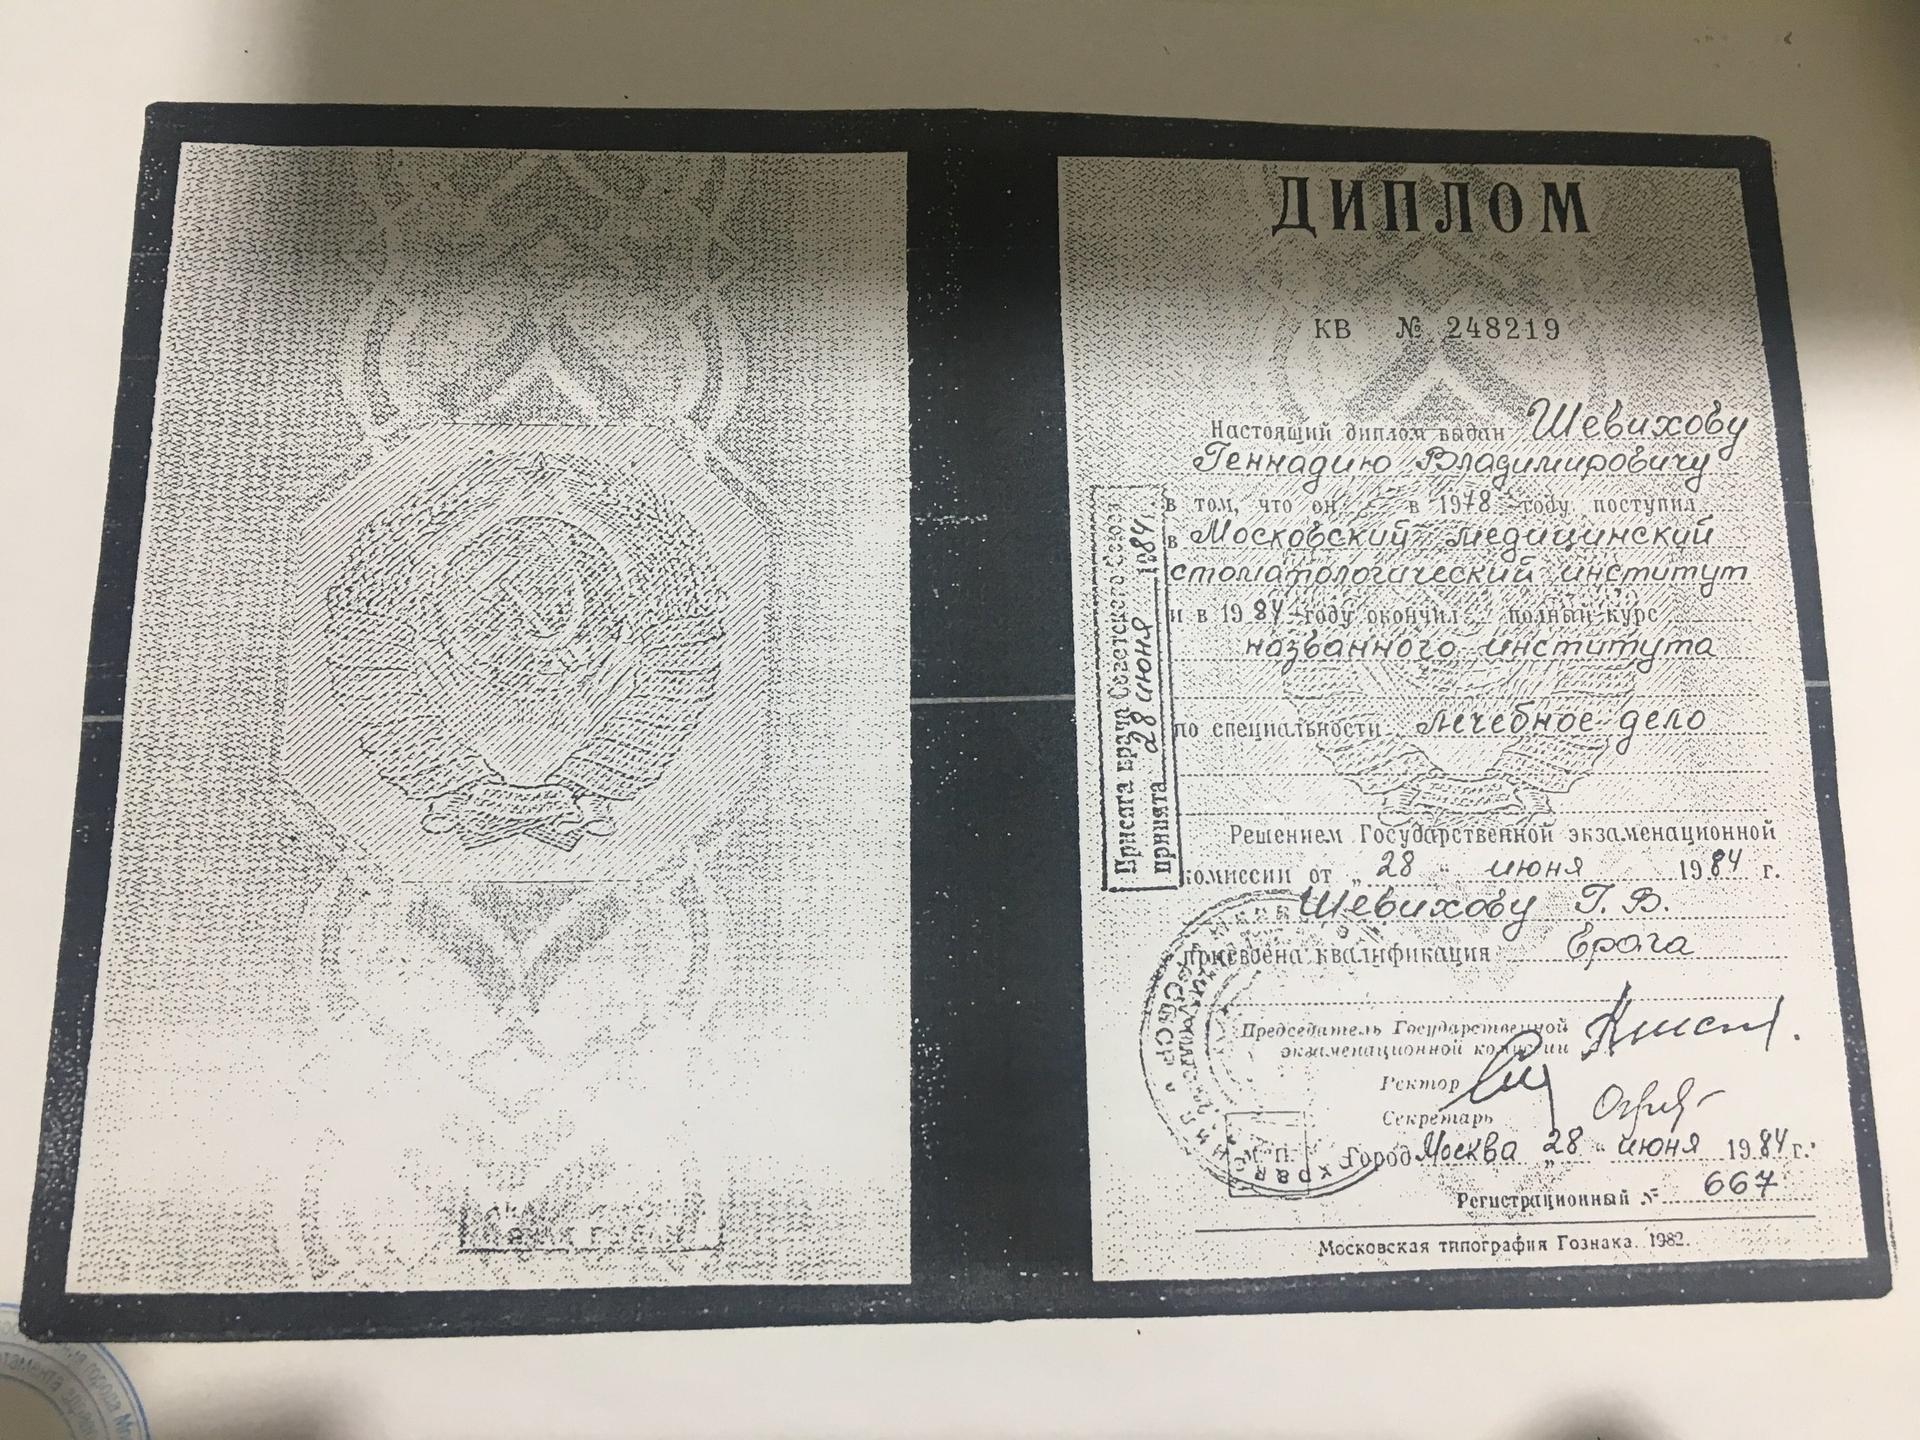 ДИПЛОМ
КВ № 248219
Настоящий диплом выдан Шевихову
Геннадию Владимировичу
в том, что он в 1978 году поступил
в Московский медицинский
стоматологический институт
и в 1984 году окончил полный курс
названного института
по специальности лечебное дело
Решением Государственной экзаменационной
комиссии от „28“ июня 1984 г.
Шевихову Г. В.
присвоена квалификация врача
Председатель Государственной
экзаменационной комиссии
Ректор
Секретарь
М. П. Город Москва „28“ июня 1984 г.
Регистрационный № 667
Московская типография Гознака. 1982.
Присяга врача Советского Союза
принята 28 июня 1984 г.
СССР